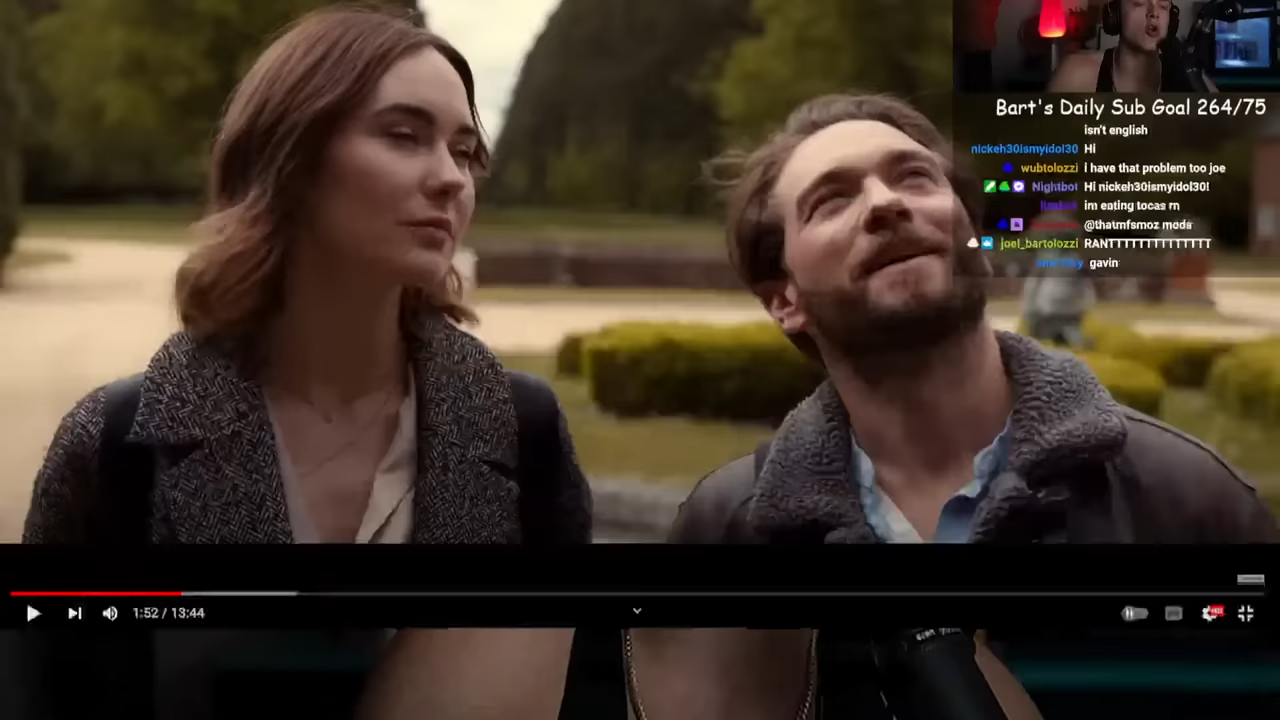 Bart's Daily Sub Goal 264/75
isn't english
nickeh30ismyidol30 Hi
wubtolozzi i have that problem too joe
Nightbot Hi nickeh30ismyidol30!
im eating tocas rn
@thatmfsmoz mods
joel_bartolozzi RANTTTTTTTTTTTTTT
gavin
1:52 / 13:44